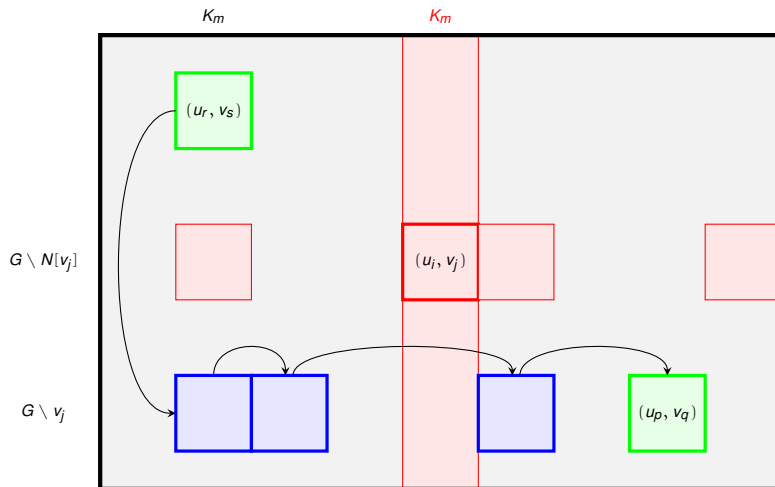 K_m K_m
(u_r, v_s)
G \ N[v_j] (u_i, v_j)
G \ v_j (u_p, v_q)